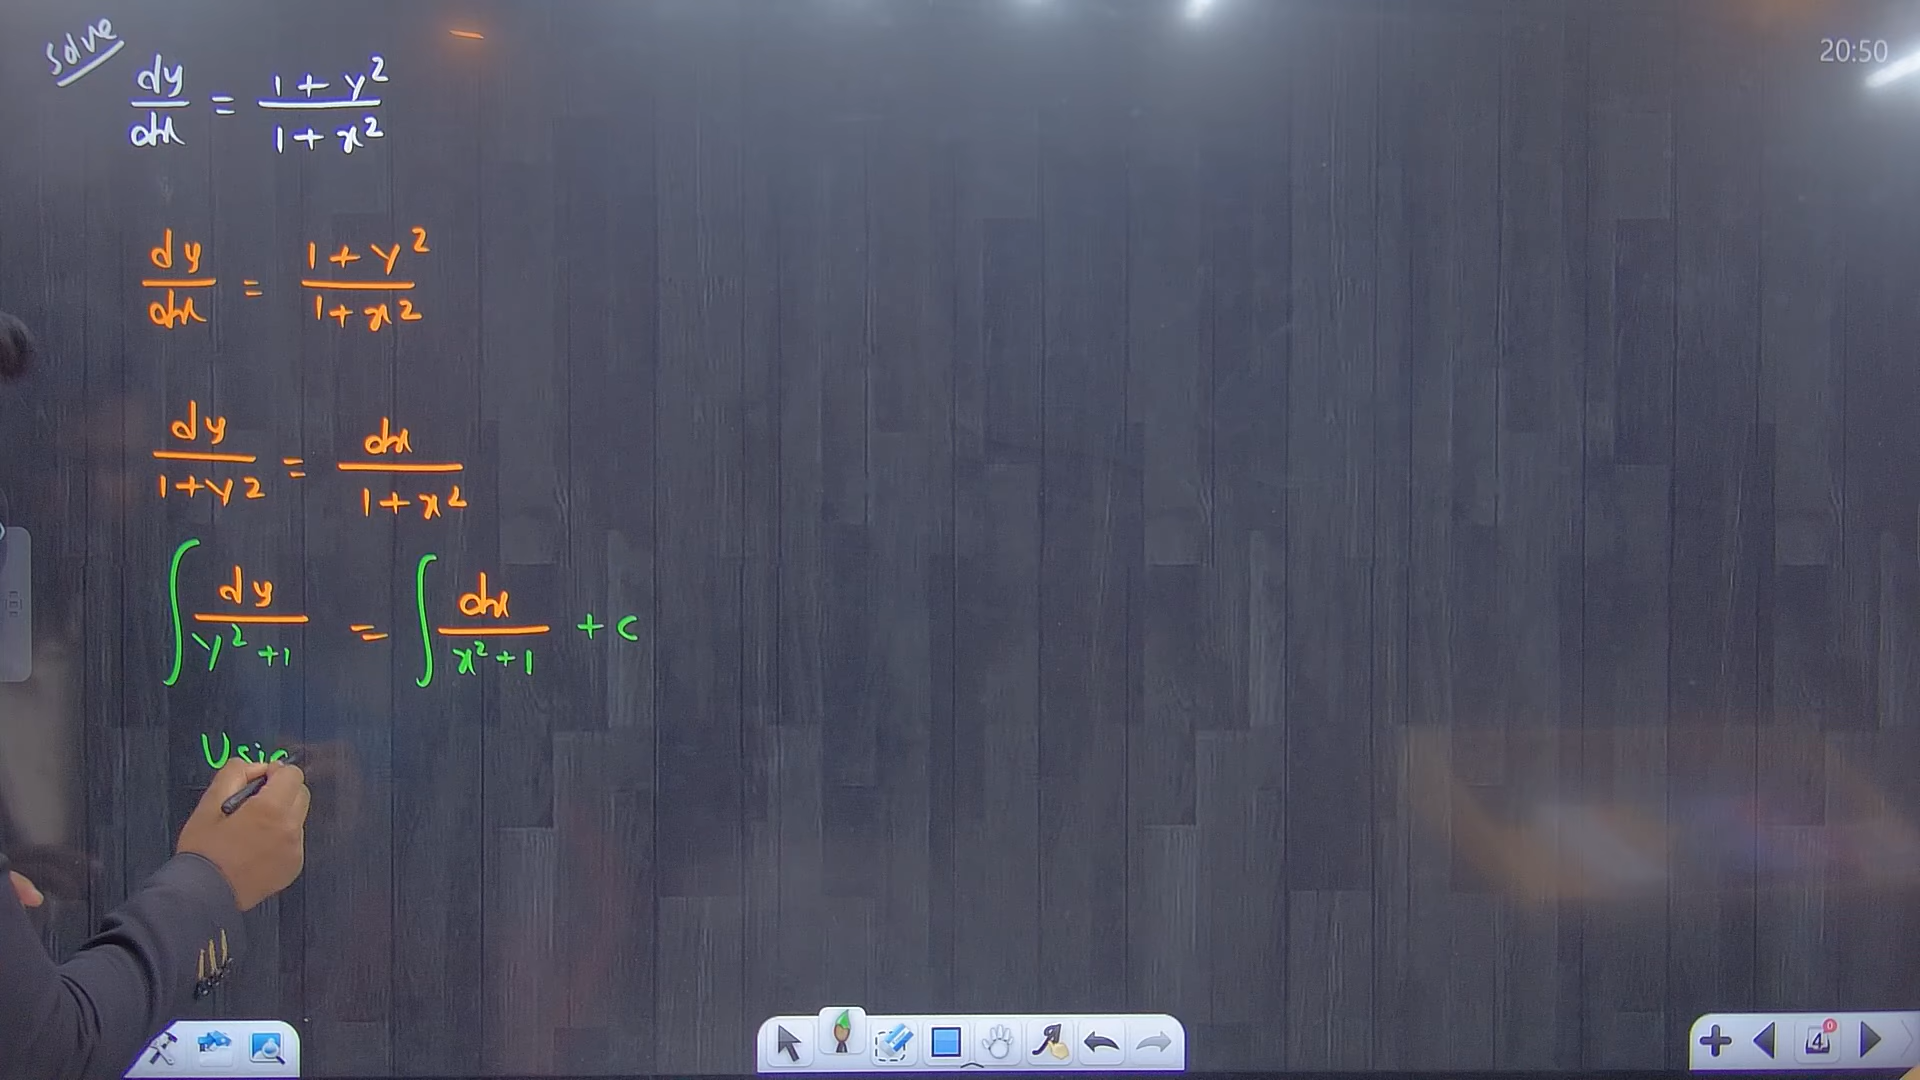 Solve
dy/dx = 1 + y²/1 + x²
dy/dx = 1 + y²/1 + x²
dy/1 + y² = dx/1 + x²
∫ dy/y² + 1 = ∫ dx/x² + 1 + c
20:50
4
0